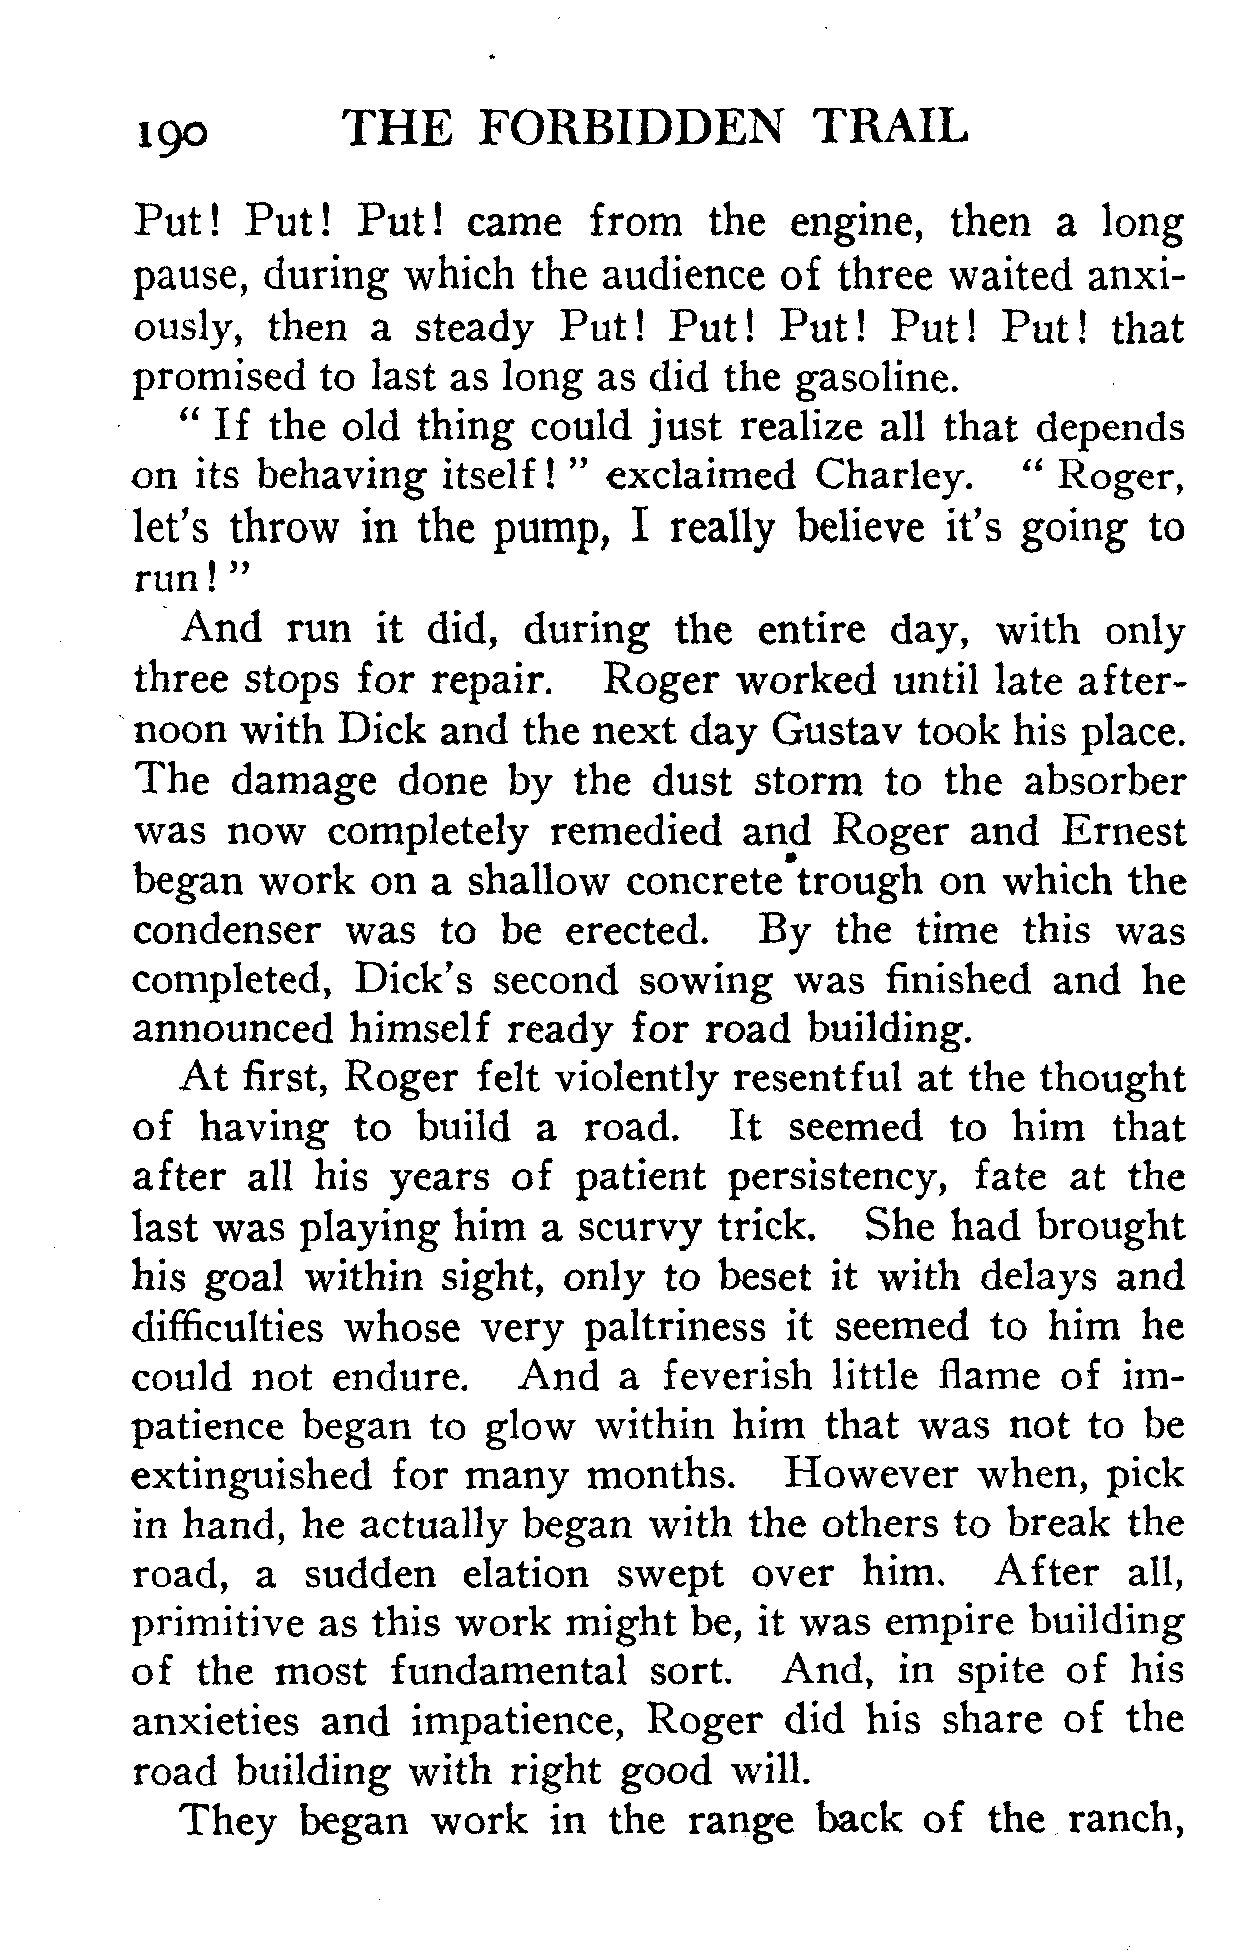 190 THE FORBIDDEN TRAIL
Put! Put! Put! came from the engine, then a long
pause, during which the audience of three waited anxi-
ously, then a steady Put! Put! Put! Put! Put! that
promised to last as long as did the gasoline.
" If the old thing could just realize all that depends
on its behaving itself! " exclaimed Charley. " Roger,
let's throw in the pump, I really believe it's going to
run! "
And run it did, during the entire day, with only
three stops for repair. Roger worked until late after-
noon with Dick and the next day Gustav took his place.
The damage done by the dust storm to the absorber
was now completely remedied and Roger and Ernest
began work on a shallow concrete trough on which the
condenser was to be erected. By the time this was
completed, Dick's second sowing was finished and he
announced himself ready for road building.
At first, Roger felt violently resentful at the thought
of having to build a road. It seemed to him that
after all his years of patient persistency, fate at the
last was playing him a scurvy trick. She had brought
his goal within sight, only to beset it with delays and
difficulties whose very paltriness it seemed to him he
could not endure. And a feverish little flame of im-
patience began to glow within him that was not to be
extinguished for many months. However when, pick
in hand, he actually began with the others to break the
road, a sudden elation swept over him. After all,
primitive as this work might be, it was empire building
of the most fundamental sort. And, in spite of his
anxieties and impatience, Roger did his share of the
road building with right good will.
They began work in the range back of the ranch,